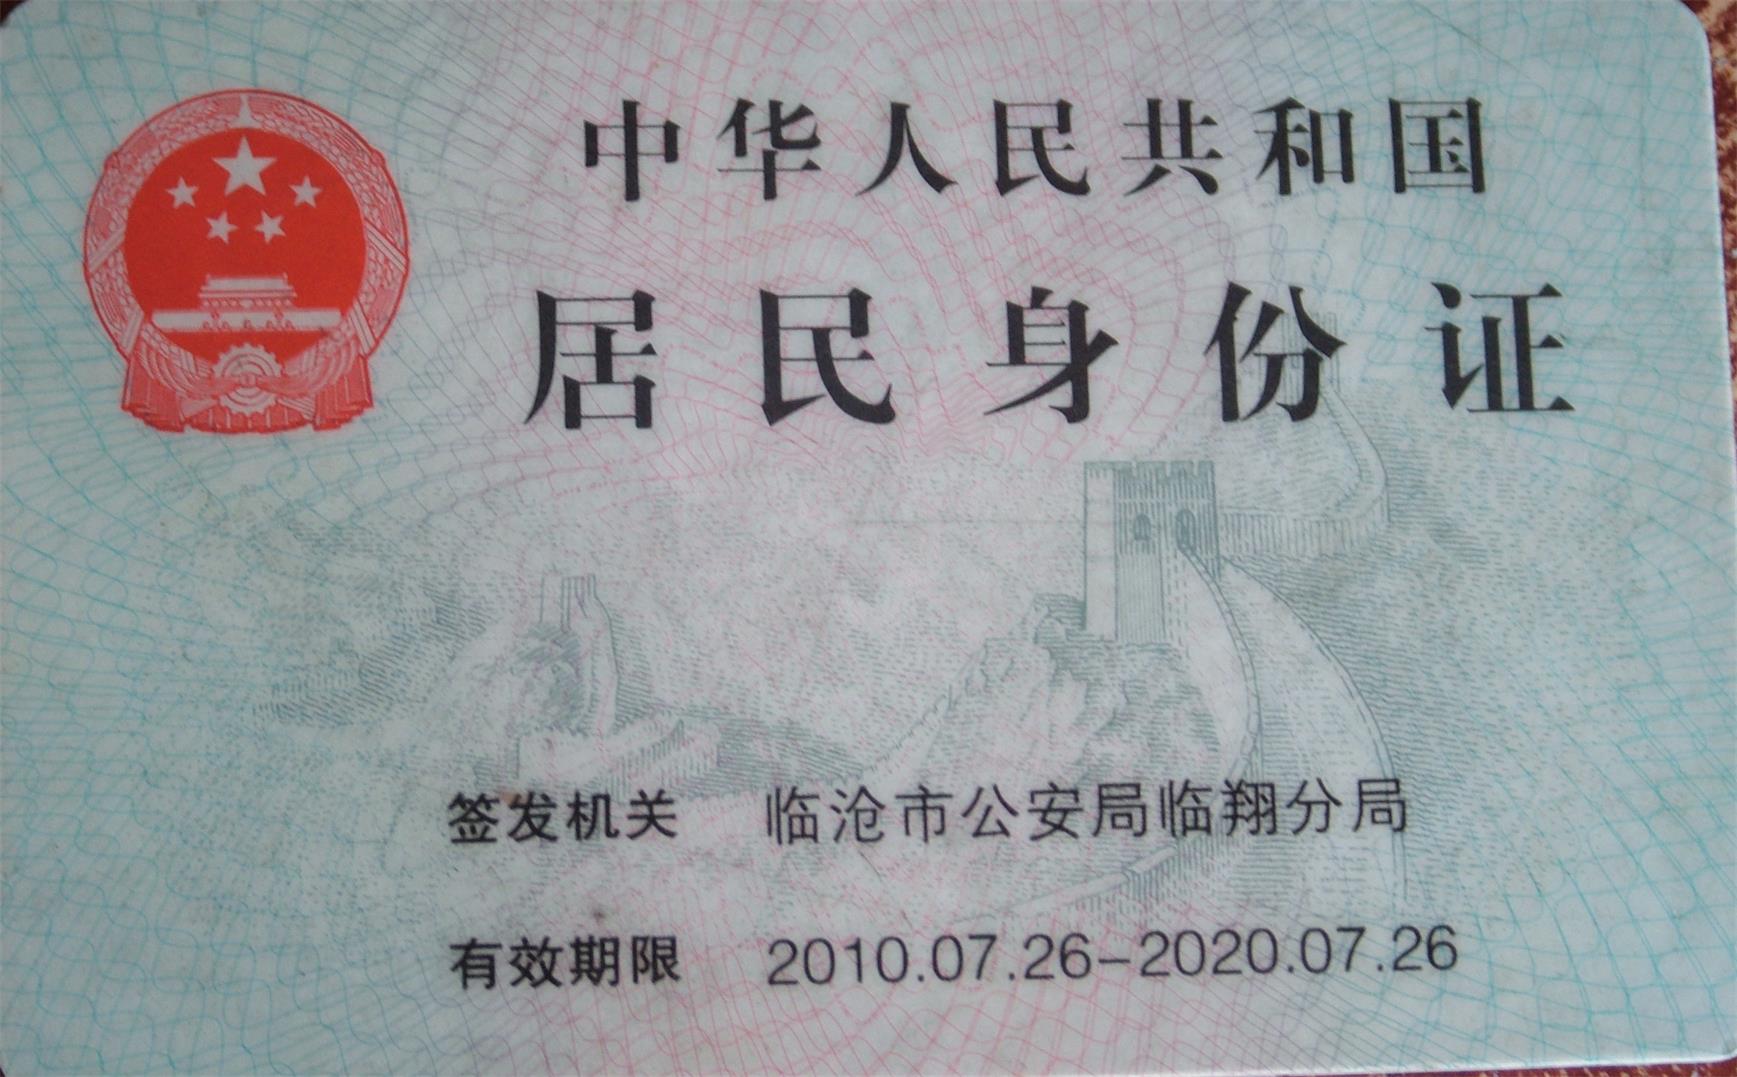 中华人民共和国
居民身份证
签发机关 临沧市公安局临翔分局
有效期限 2010.07.26-2020.07.26